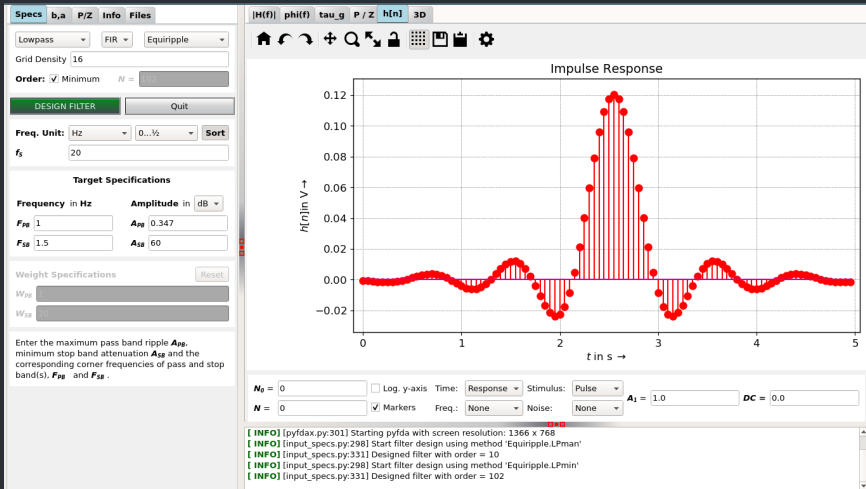 Specs b,a P/Z Info Files
Lowpass FIR Equiripple
Grid Density 16
Order: Minimum N = 102
DESIGN FILTER Quit
Freq. Unit: Hz 0...½ Sort
fS 20
Target Specifications
Frequency in Hz Amplitude in dB
FPB 1 APB 0.347
FSB 1.5 ASB 60
Weight Specifications Reset
WPB
WSB
Enter the maximum pass band ripple APB,
minimum stop band attenuation ASB and the
corresponding corner frequencies of pass and stop
band(s), FPB and FSB .
|H(f)| phi(f) tau_g P / Z h[n] 3D
Impulse Response
h[n]in V →
0.12
0.10
0.08
0.06
0.04
0.02
0.00
−0.02
0 1 2 3 4 5
t in s →
N0 = 0 Log. y-axis Time: Response Stimulus: Pulse A1 = 1.0 DC = 0.0
N = 0 Markers Freq.: None Noise: None
[ INFO] [pyfdax.py:301] Starting pyfda with screen resolution: 1366 x 768
[ INFO] [input_specs.py:298] Start filter design using method 'Equiripple.LPman'
[ INFO] [input_specs.py:331] Designed filter with order = 10
[ INFO] [input_specs.py:298] Start filter design using method 'Equiripple.LPmin'
[ INFO] [input_specs.py:331] Designed filter with order = 102